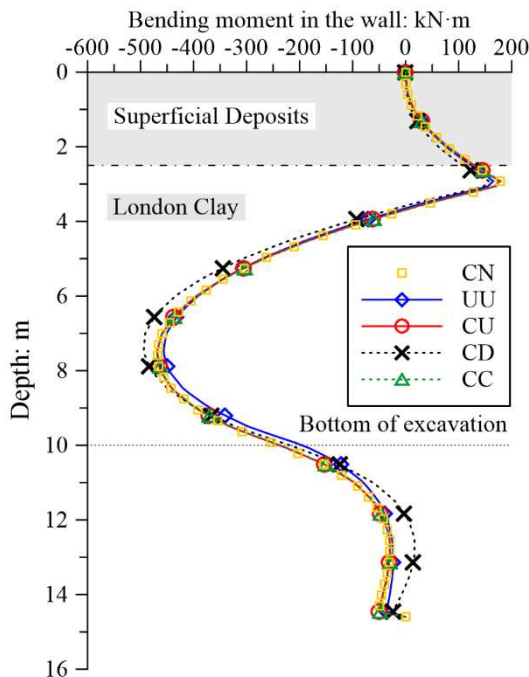 Bending moment in the wall: kN·m
-600 -500 -400 -300 -200 -100 0 100 200
0
2
4
6
8
10
12
14
16
Depth: m
Superficial Deposits
London Clay
CN
UU
CU
CD
CC
Bottom of excavation